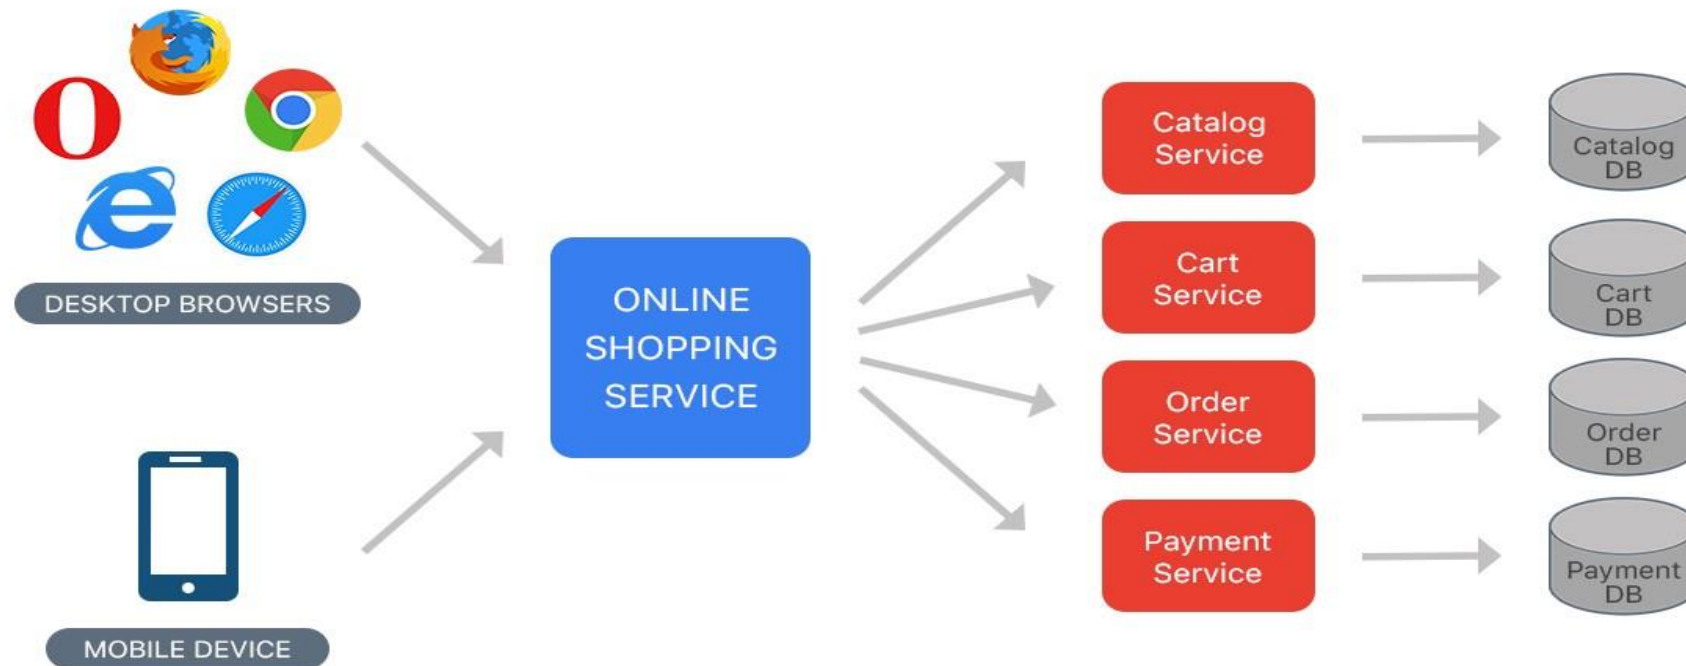 DESKTOP BROWSERS
MOBILE DEVICE
ONLINE
SHOPPING
SERVICE
Catalog
Service
Cart
Service
Order
Service
Payment
Service
Catalog
DB
Cart
DB
Order
DB
Payment
DB